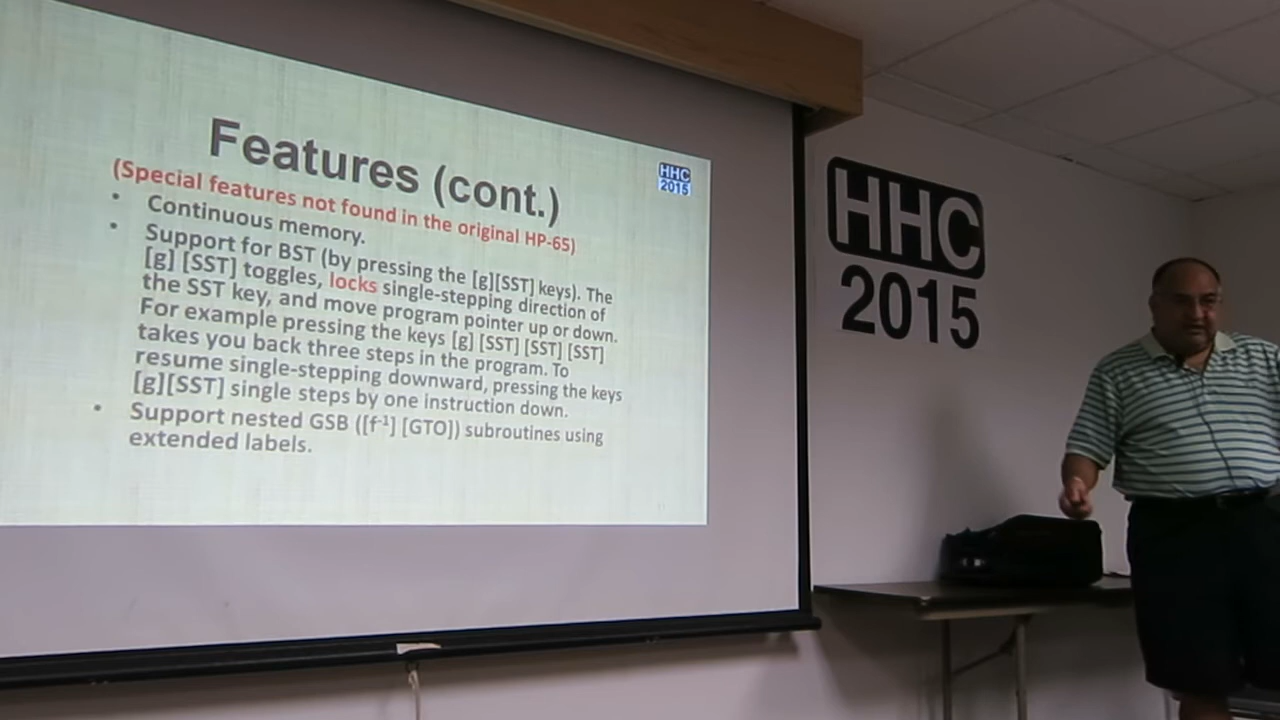 Features (cont.)
HHC
2015
(Special features not found in the original HP-65)
• Continuous memory.
• Support for BST (by pressing the [g][SST] keys). The
[g] [SST] toggles, locks single-stepping direction of
the SST key, and move program pointer up or down.
For example pressing the keys [g] [SST] [SST] [SST]
takes you back three steps in the program. To
resume single-stepping downward, pressing the keys
[g][SST] single steps by one instruction down.
• Support nested GSB ([f⁻¹] [GTO]) subroutines using
extended labels.
HHC
2015